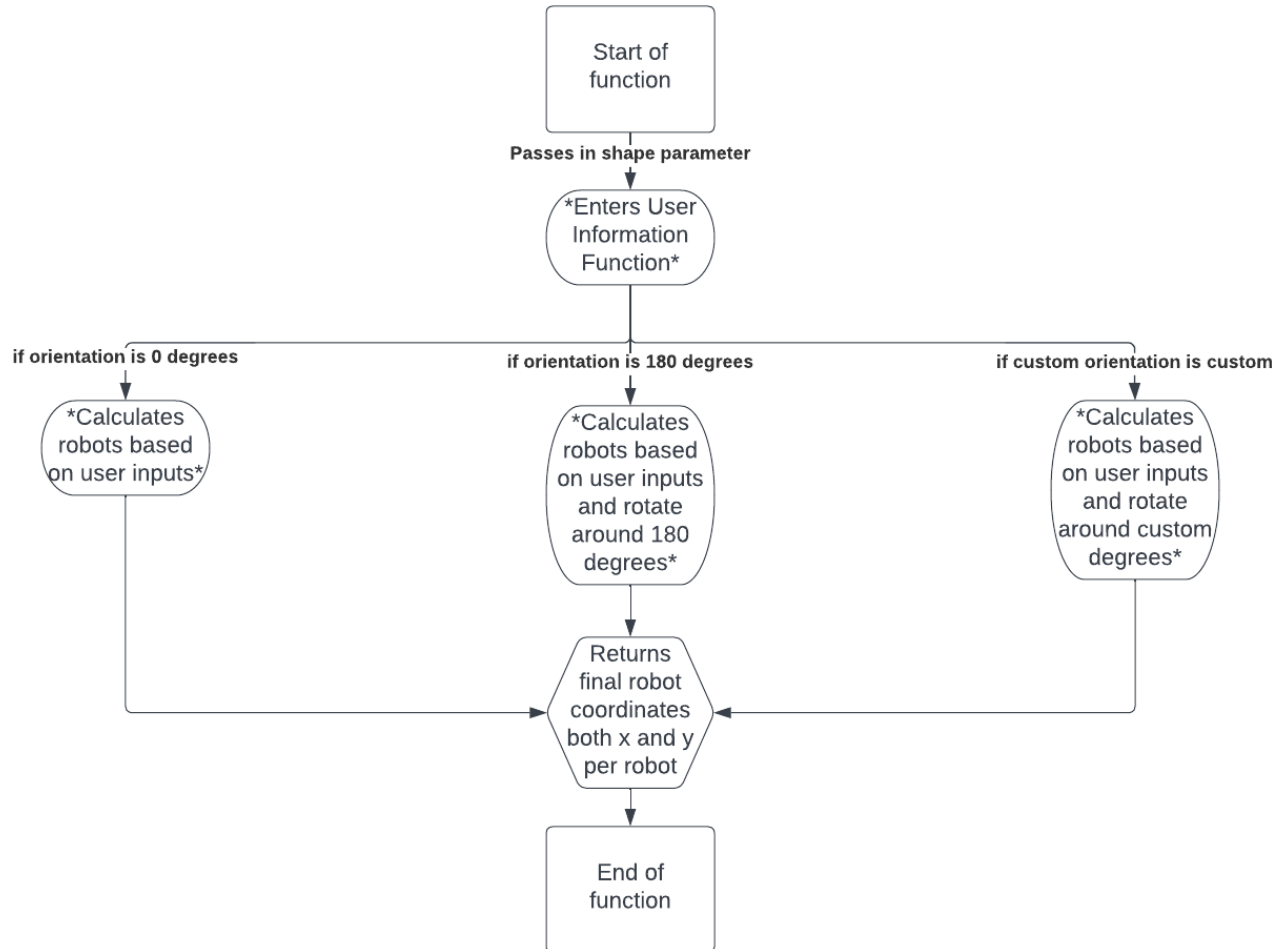 Start of
function
Passes in shape parameter
*Enters User
Information
Function*
if orientation is 0 degrees
if orientation is 180 degrees
if custom orientation is custom
*Calculates
robots based
on user inputs*
*Calculates
robots based
on user inputs
and rotate
around 180
degrees*
*Calculates
robots based
on user inputs
and rotate
around custom
degrees*
Returns
final robot
coordinates
both x and y
per robot
End of
function